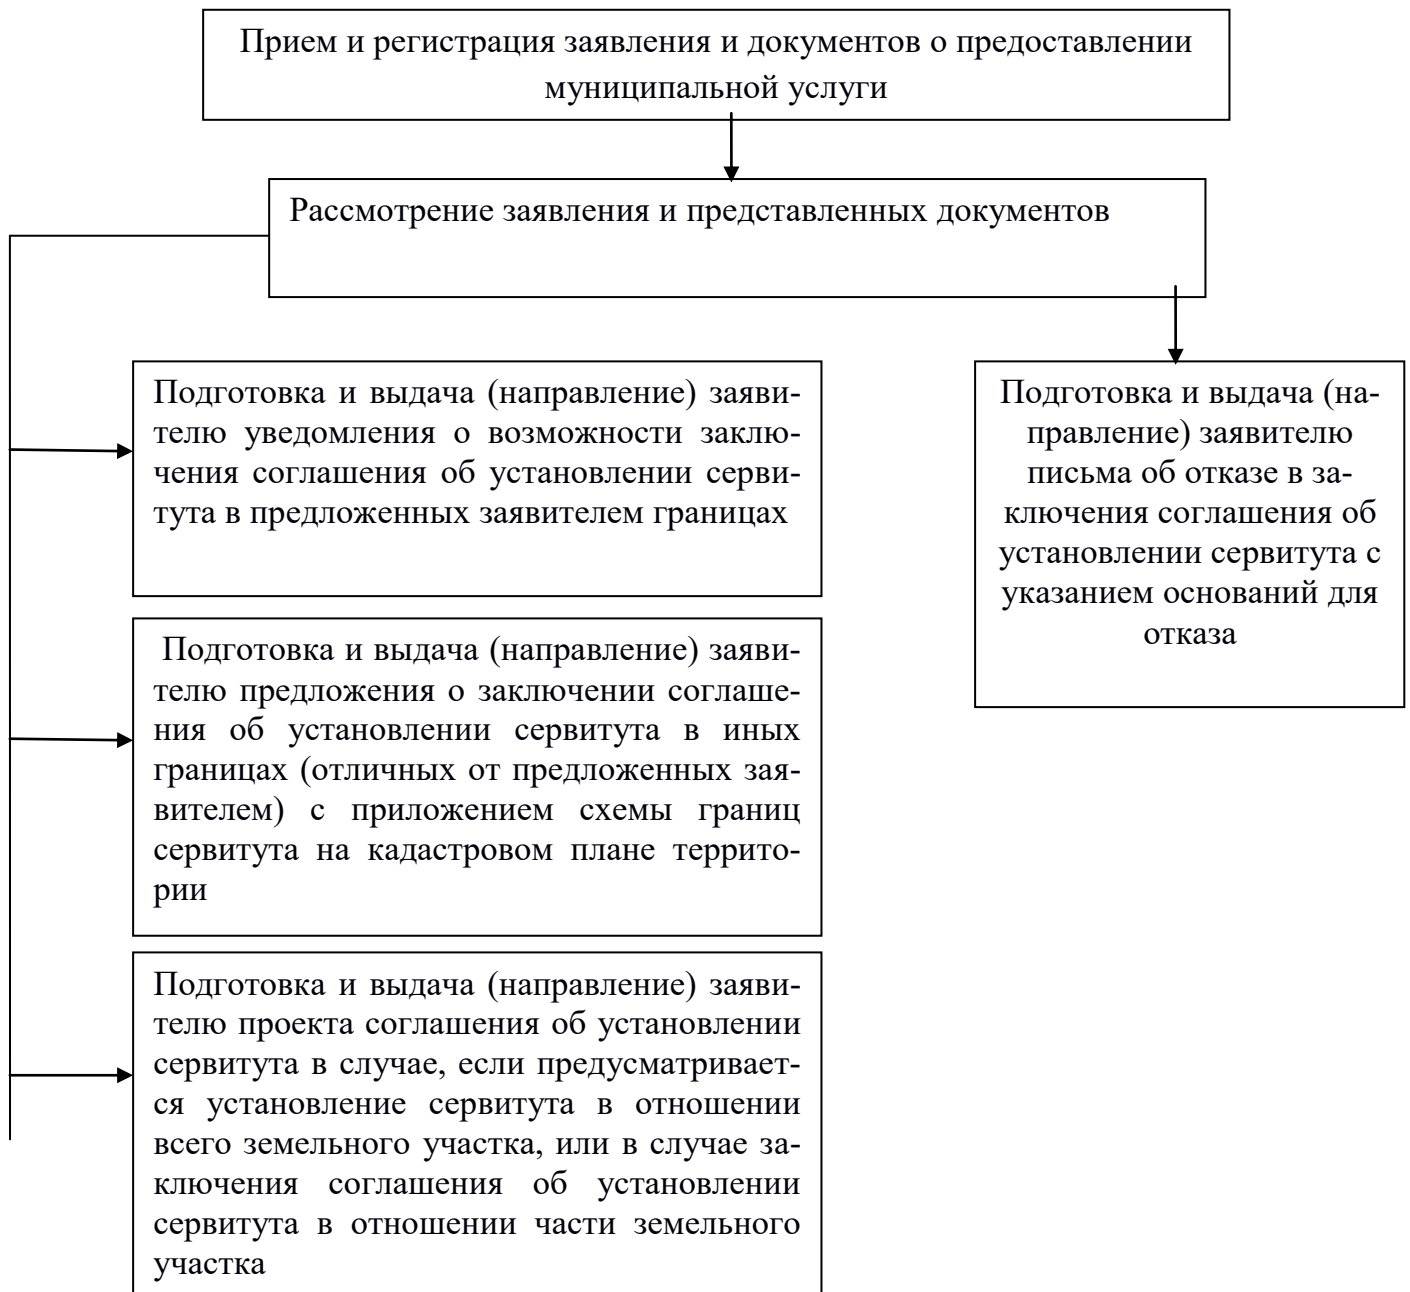 Прием и регистрация заявления и документов о предоставлении
муниципальной услуги
Рассмотрение заявления и представленных документов
Подготовка и выдача (направление) заяви-
телю уведомления о возможности заклю-
чения соглашения об установлении серви-
тута в предложенных заявителем границах
Подготовка и выдача (на-
правление) заявителю
письма об отказе в за-
ключения соглашения об
установлении сервитута с
указанием оснований для
отказа
Подготовка и выдача (направление) заяви-
телю предложения о заключении соглаше-
ния об установлении сервитута в иных
границах (отличных от предложенных зая-
вителем) с приложением схемы границ
сервитута на кадастровом плане террито-
рии
Подготовка и выдача (направление) заяви-
телю проекта соглашения об установлении
сервитута в случае, если предусматривает-
ся установление сервитута в отношении
всего земельного участка, или в случае за-
ключения соглашения об установлении
сервитута в отношении части земельного
участка